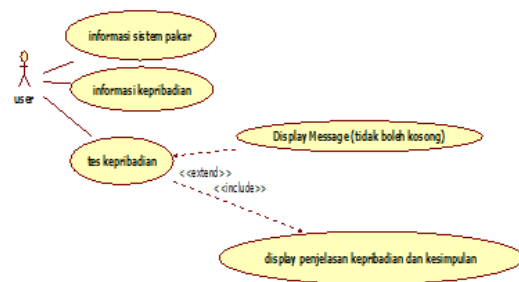 informasi sistem pakar
informasi kepribadian
user
Display Message (tidak boleh kosong)
tes kepribadian
<<extend>>
<<include>>
display penjelasan kepribadian dan kesimpulan